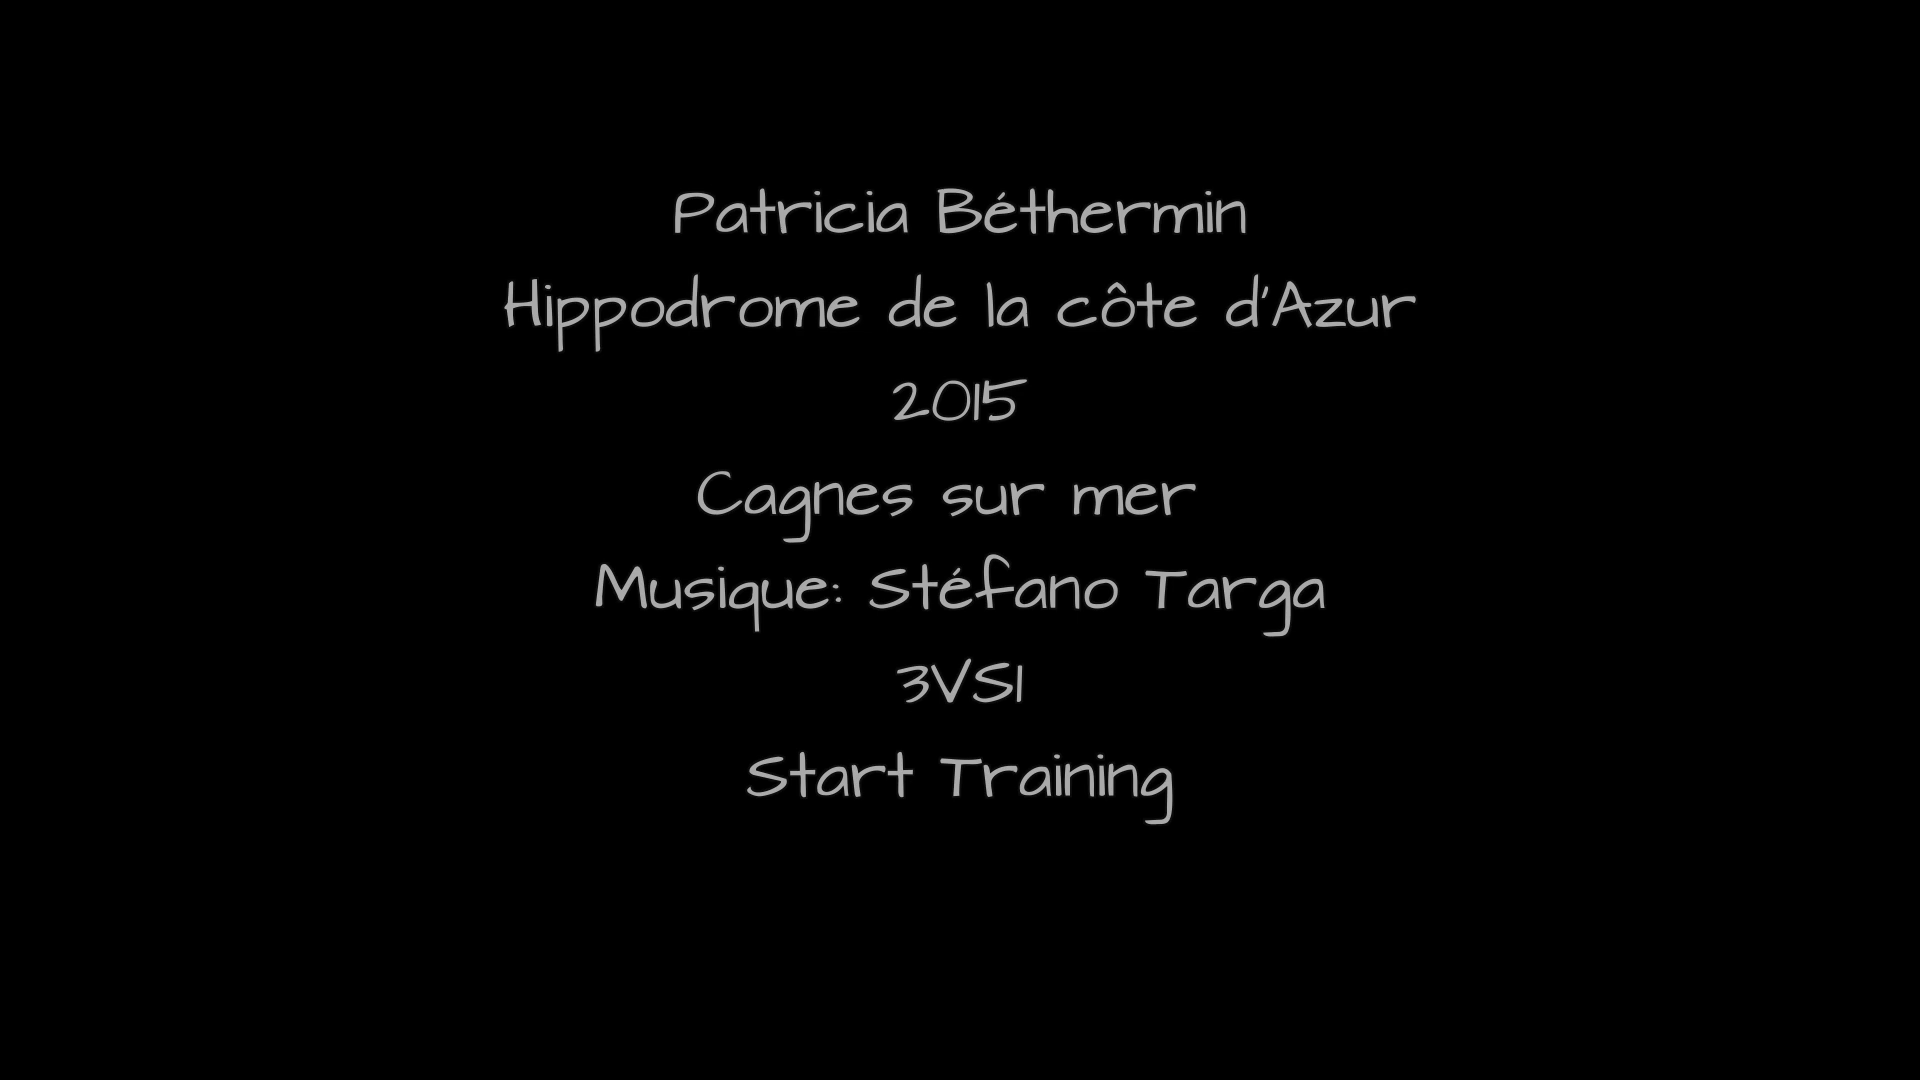 Patricia Béthermin
Hippodrome de la côte d'Azur
2015
Cagnes sur mer
Musique: Stéfano Targa
3VS1
Start Training